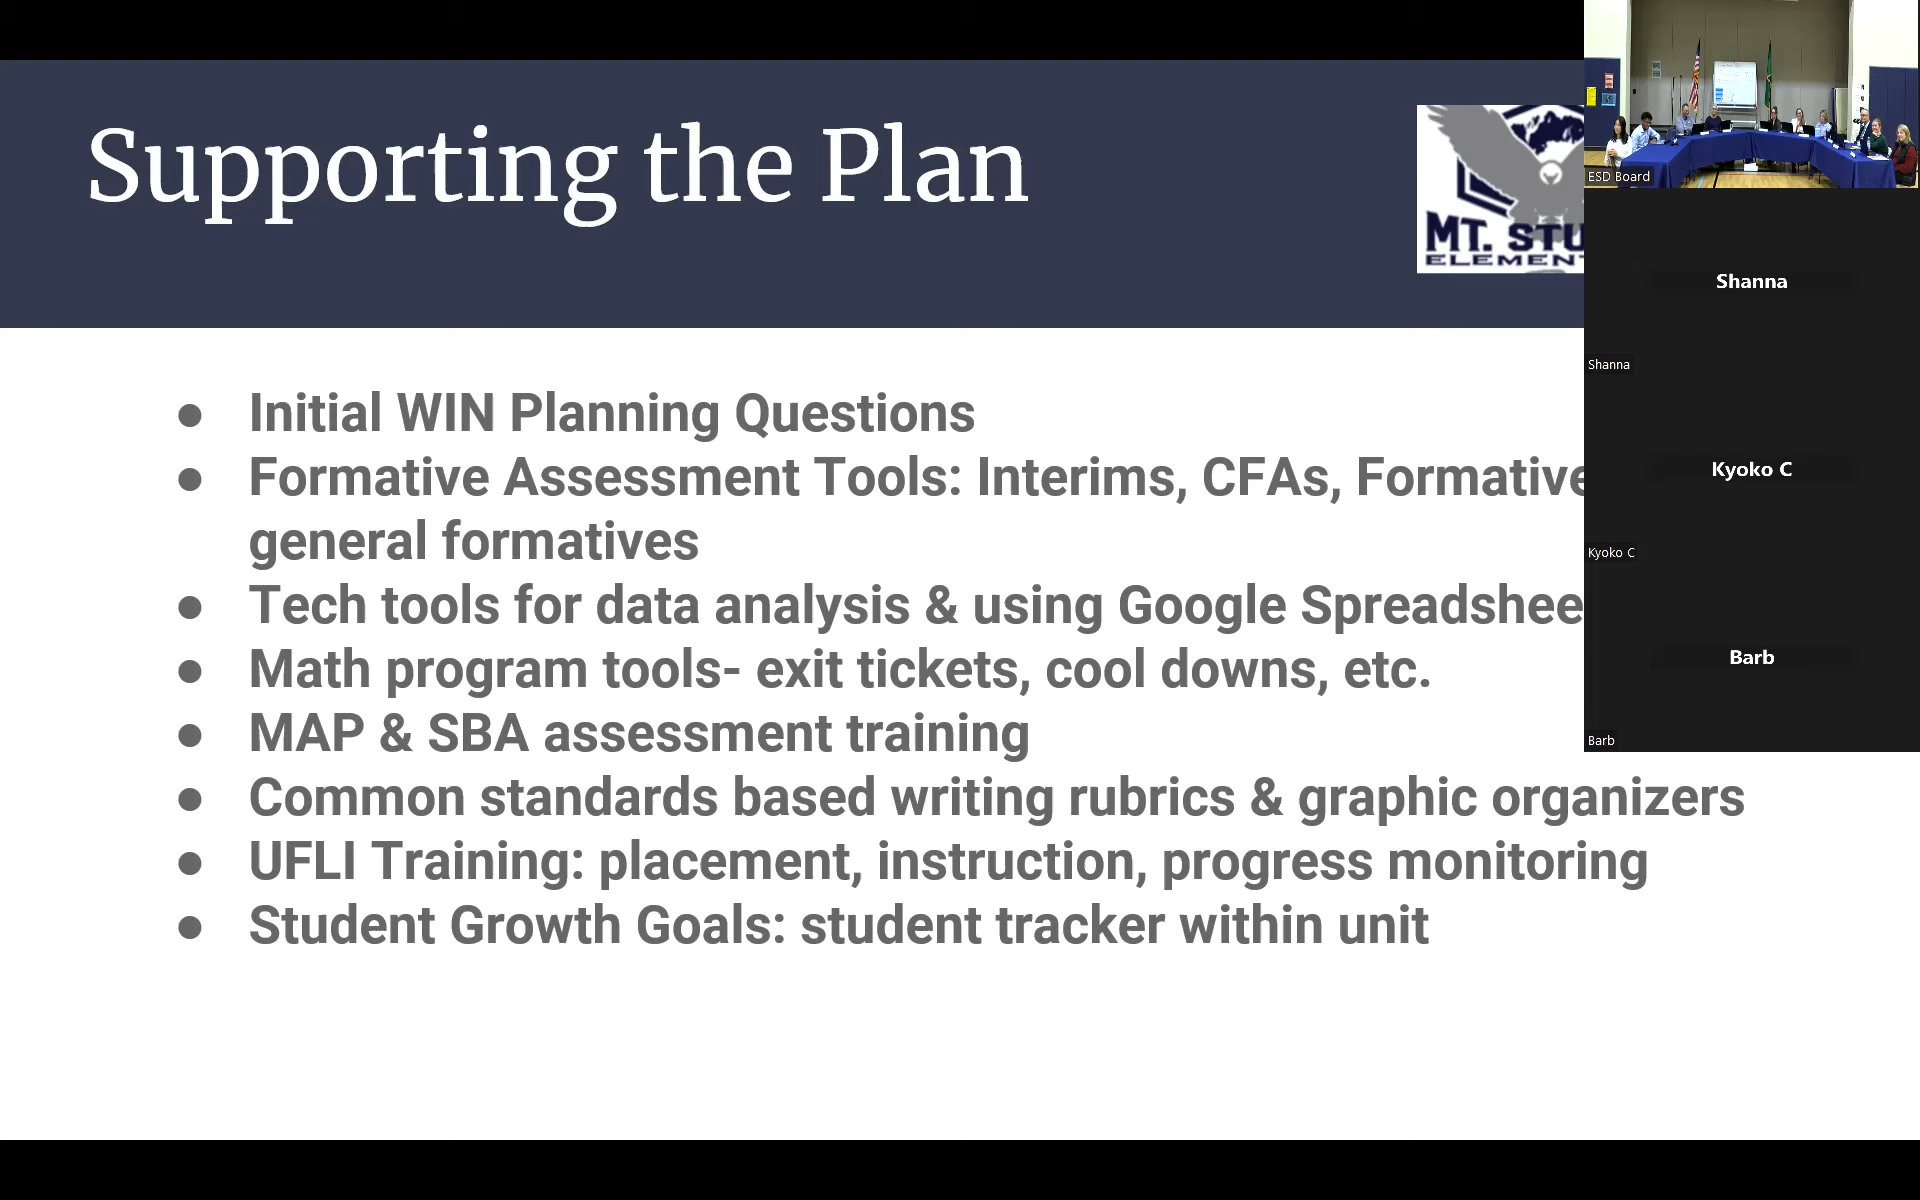 Supporting the Plan
MT. STU
ELEMENT
● Initial WIN Planning Questions
● Formative Assessment Tools: Interims, CFAs, Formative
general formatives
● Tech tools for data analysis & using Google Spreadshee
● Math program tools- exit tickets, cool downs, etc.
● MAP & SBA assessment training
● Common standards based writing rubrics & graphic organizers
● UFLI Training: placement, instruction, progress monitoring
● Student Growth Goals: student tracker within unit
ESD Board
Shanna
Shanna
Kyoko C
Kyoko C
Barb
Barb